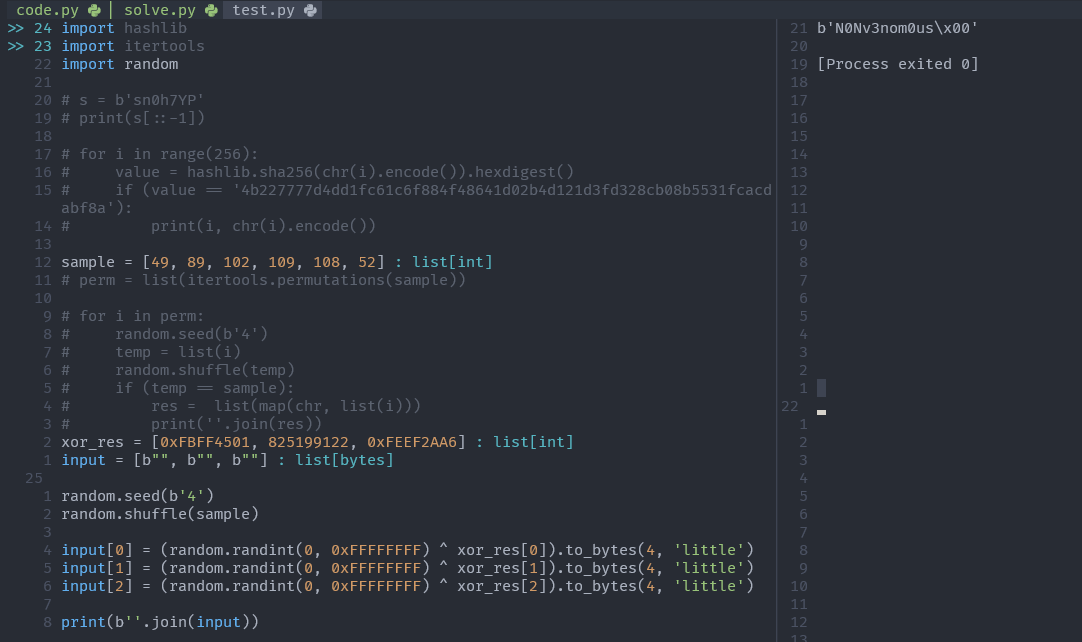 code.py | solve.py test.py
>> 24 import hashlib
>> 23 import itertools
22 import random
21
20 # s = b'sn0h7YP'
19 # print(s[::-1])
18
17 # for i in range(256):
16 #     value = hashlib.sha256(chr(i).encode()).hexdigest()
15 #     if (value == '4b227777d4dd1fc61c6f884f48641d02b4d121d3fd328cb08b5531fcacd
abf8a'):
14 #         print(i, chr(i).encode())
13
12 sample = [49, 89, 102, 109, 108, 52] : list[int]
11 # perm = list(itertools.permutations(sample))
10
9 # for i in perm:
8 #     random.seed(b'4')
7 #     temp = list(i)
6 #     random.shuffle(temp)
5 #     if (temp == sample):
4 #         res =  list(map(chr, list(i)))
3 #         print(''.join(res))
2 xor_res = [0xFBFF4501, 825199122, 0xFEEF2AA6] : list[int]
1 input = [b"", b"", b""] : list[bytes]
25
1 random.seed(b'4')
2 random.shuffle(sample)
3
4 input[0] = (random.randint(0, 0xFFFFFFFF) ^ xor_res[0]).to_bytes(4, 'little')
5 input[1] = (random.randint(0, 0xFFFFFFFF) ^ xor_res[1]).to_bytes(4, 'little')
6 input[2] = (random.randint(0, 0xFFFFFFFF) ^ xor_res[2]).to_bytes(4, 'little')
7
8 print(b''.join(input))
21 b'N0Nv3nom0us\x00'
20
19 [Process exited 0]
18
17
16
15
14
13
12
11
10
9
8
7
6
5
4
3
2
1
22
1
2
3
4
5
6
7
8
9
10
11
12
13